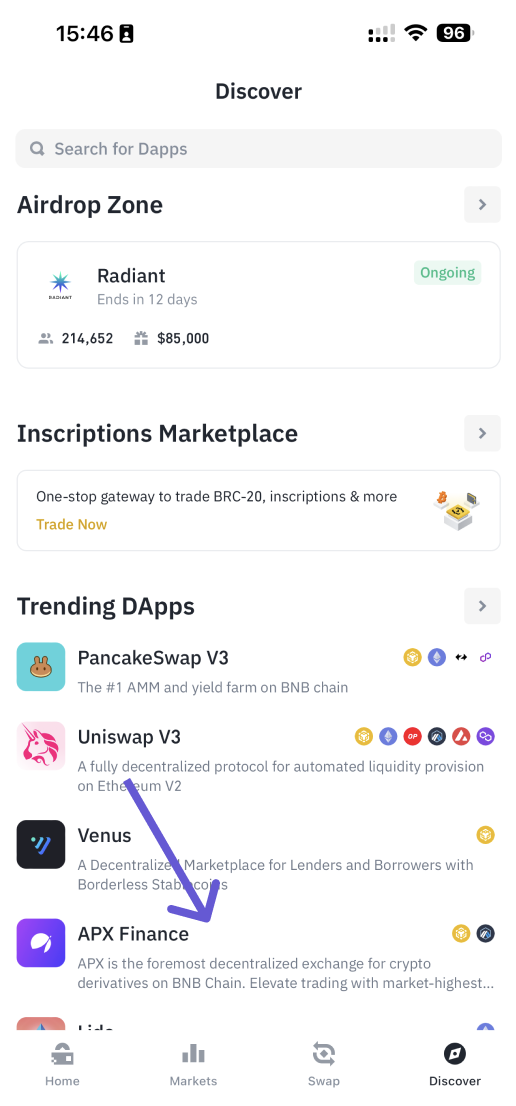 15:46
96
Discover
Search for Dapps
Airdrop Zone
RADIANT
Radiant
Ongoing
Ends in 12 days
214,652 $85,000
Inscriptions Marketplace
One-stop gateway to trade BRC-20, inscriptions & more
Trade Now
Trending DApps
PancakeSwap V3
The #1 AMM and yield farm on BNB chain
Uniswap V3
OP
A fully decentralized protocol for automated liquidity provision
on Ethereum V2
Venus
A Decentralized Marketplace for Lenders and Borrowers with
Borderless Stablecoins
APX Finance
APX is the foremost decentralized exchange for crypto
derivatives on BNB Chain. Elevate trading with market-highest...
Lido
Home Markets Swap Discover